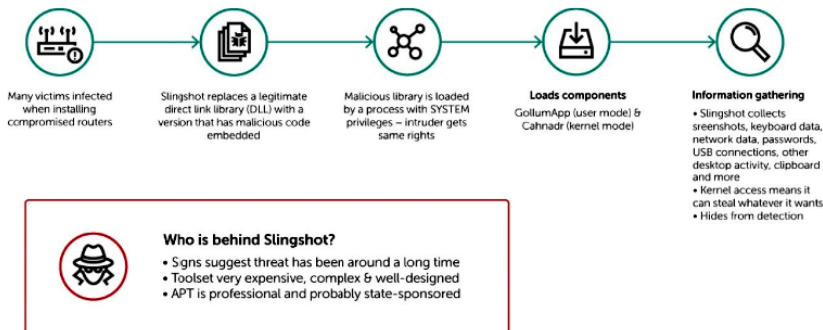 Many victims infected
when installing
compromised routers
Slingshot replaces a legitimate
direct link library (DLL) with a
version that has malicious code
embedded
Malicious library is loaded
by a process with SYSTEM
privileges – intruder gets
same rights
Loads components
GollumApp (user mode) &
Cahnadr (kernel mode)
Information gathering
• Slingshot collects
sreenshots, keyboard data,
network data, passwords,
USB connections, other
desktop activity, clipboard
and more
• Kernel access means it
can steal whatever it wants
• Hides from detection
Who is behind Slingshot?
• Signs suggest threat has been around a long time
• Toolset very expensive, complex & well-designed
• APT is professional and probably state-sponsored